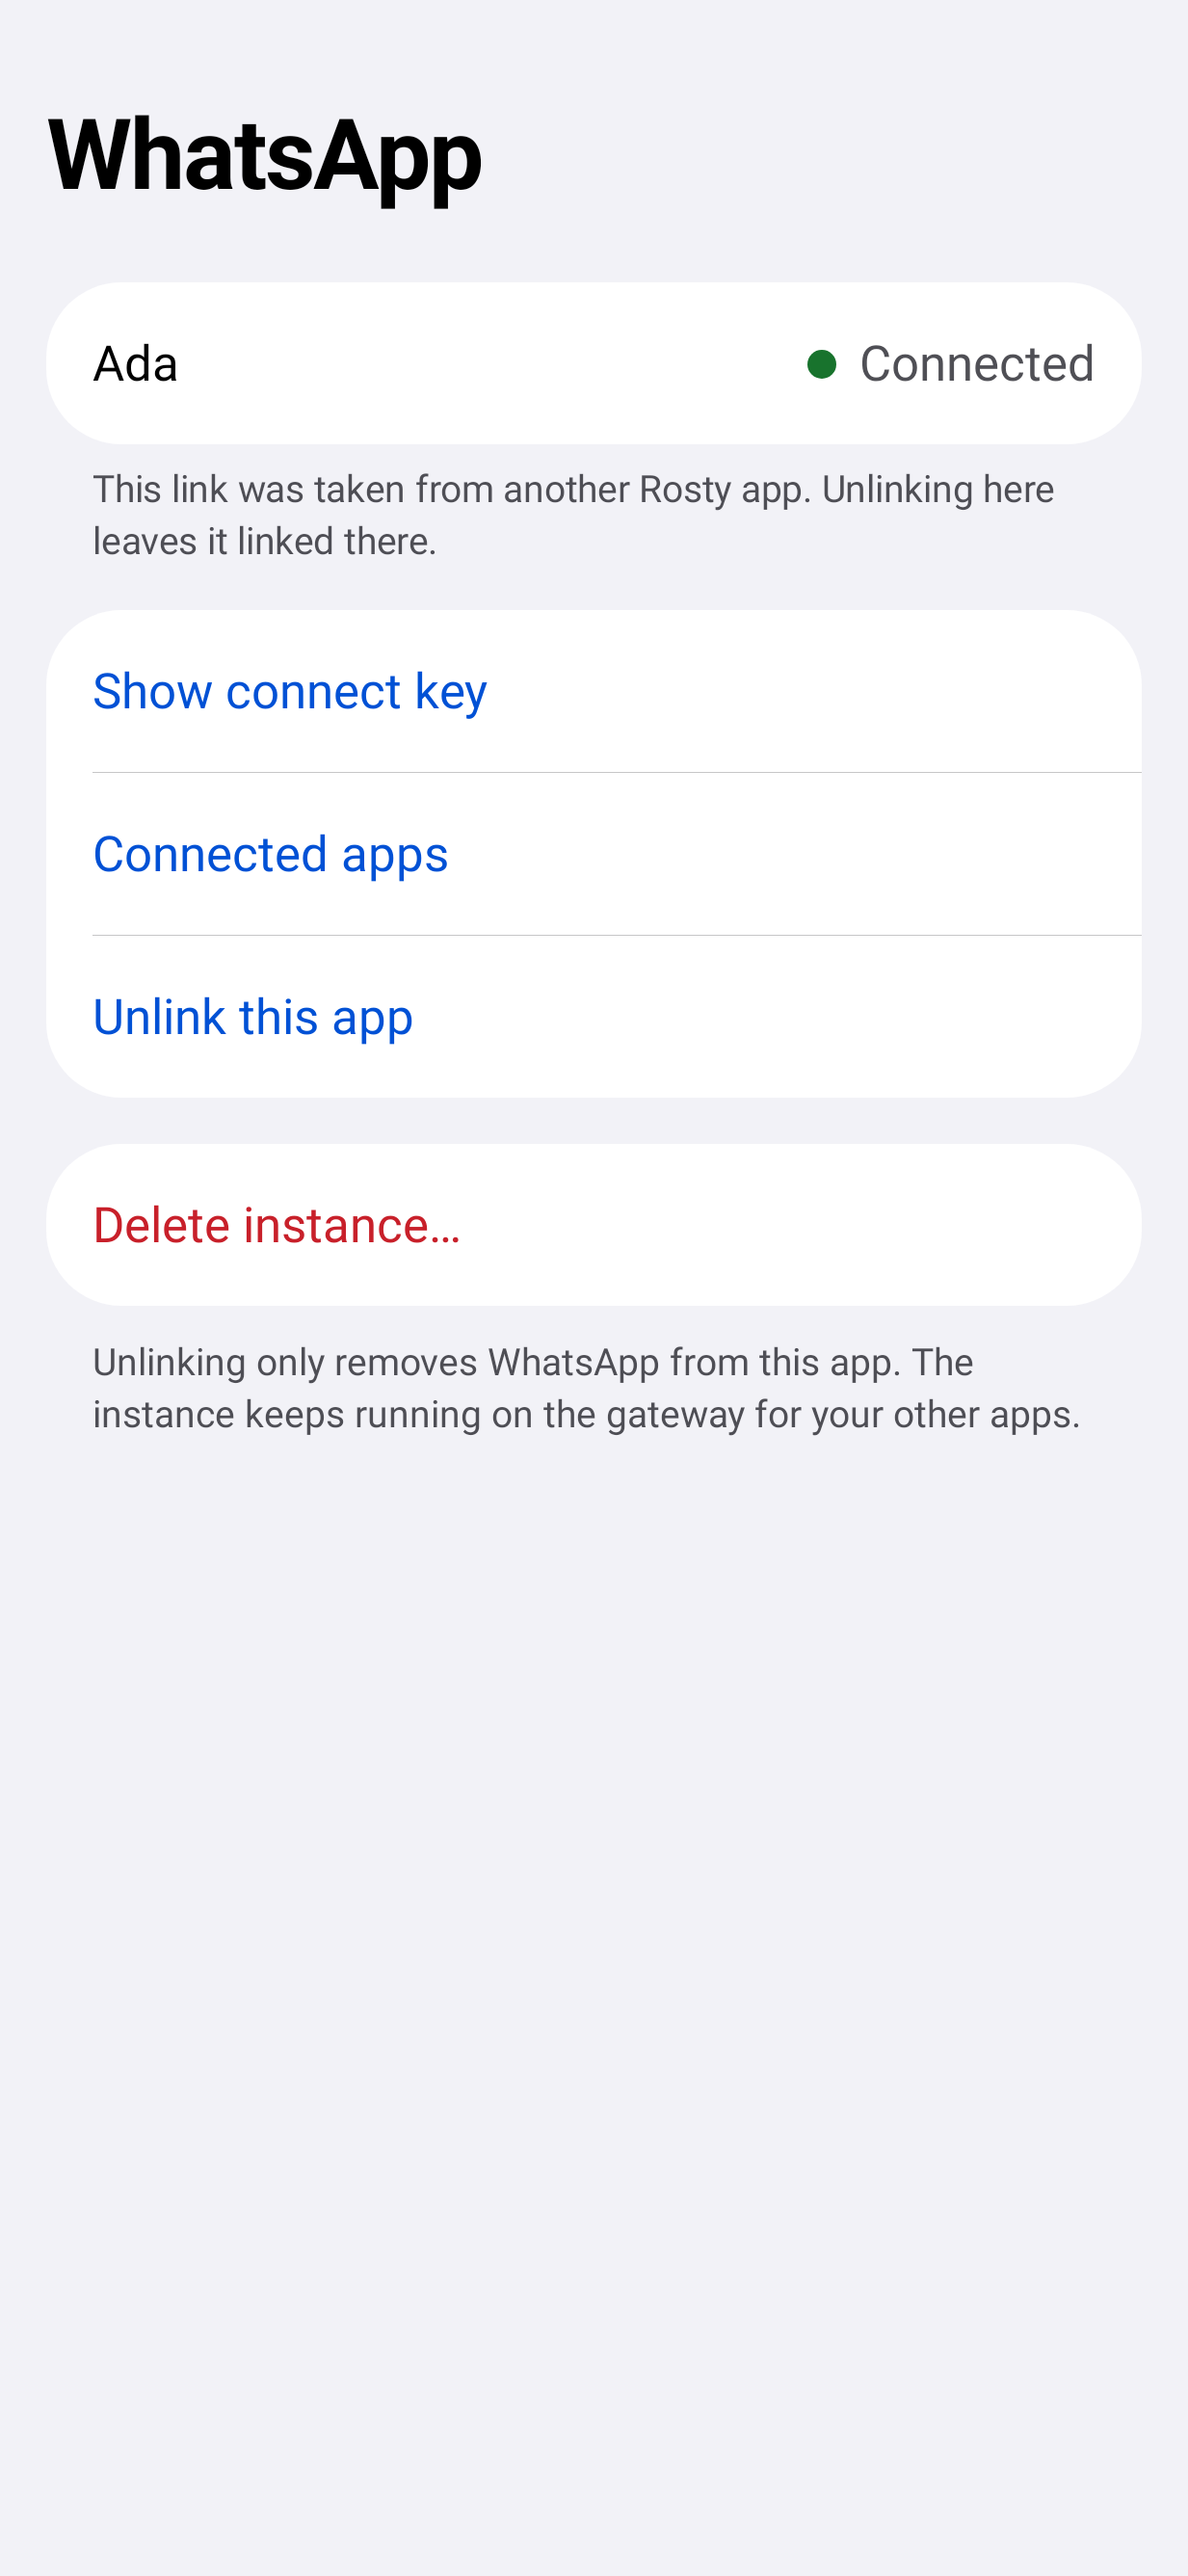 WhatsApp
Ada
Connected
This link was taken from another Rosty app. Unlinking here
leaves it linked there.
Show connect key
Connected apps
Unlink this app
Delete instance…
Unlinking only removes WhatsApp from this app. The
instance keeps running on the gateway for your other apps.